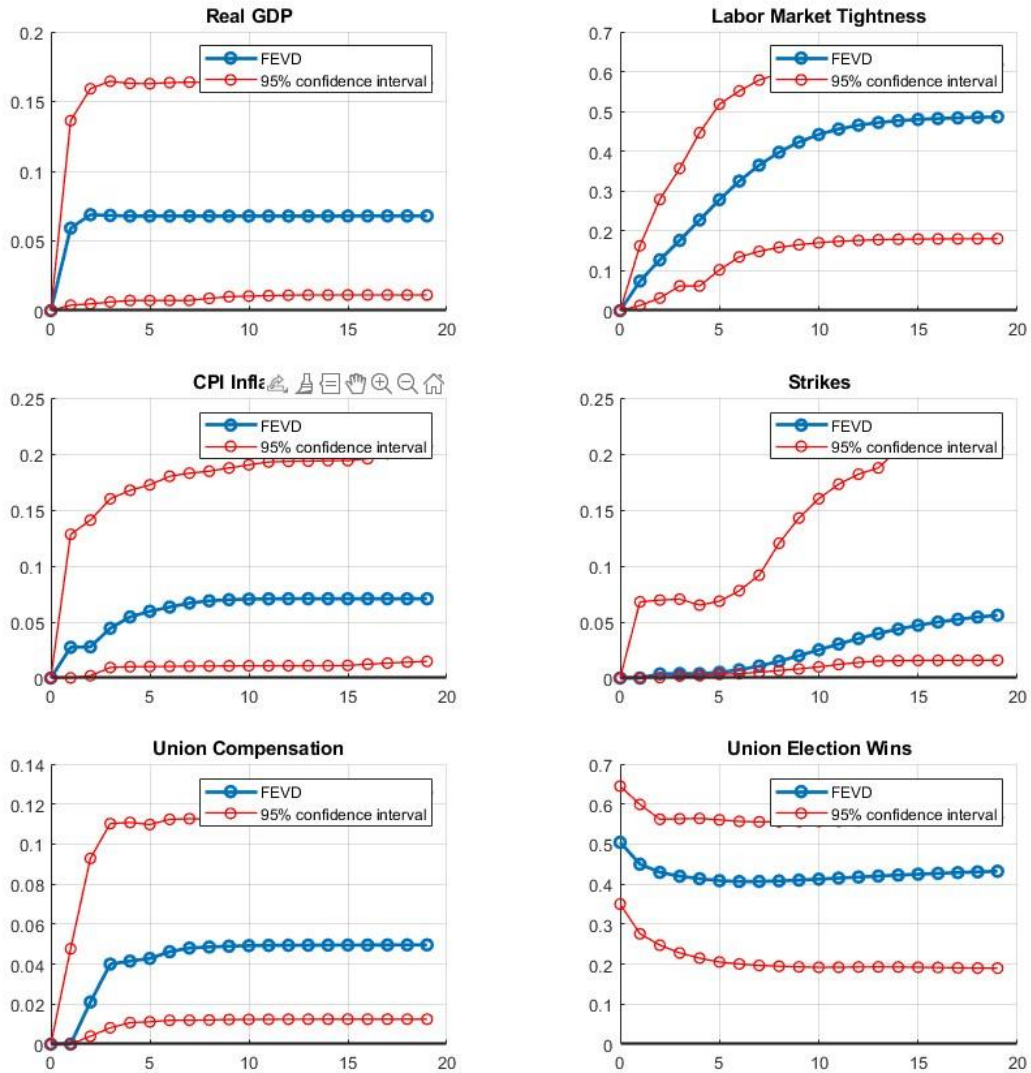 Real GDP
FEVD
95% confidence interval
0.2
0.15
0.1
0.05
0
0 5 10 15 20
Labor Market Tightness
FEVD
95% confidence interval
0.7
0.6
0.5
0.4
0.3
0.2
0.1
0
0 5 10 15 20
CPI Infla
FEVD
95% confidence interval
0.25
0.2
0.15
0.1
0.05
0
0 5 10 15 20
Strikes
FEVD
95% confidence interval
0.25
0.2
0.15
0.1
0.05
0
0 5 10 15 20
Union Compensation
FEVD
95% confidence interval
0.14
0.12
0.1
0.08
0.06
0.04
0.02
0
0 5 10 15 20
Union Election Wins
FEVD
95% confidence interval
0.7
0.6
0.5
0.4
0.3
0.2
0.1
0
0 5 10 15 20